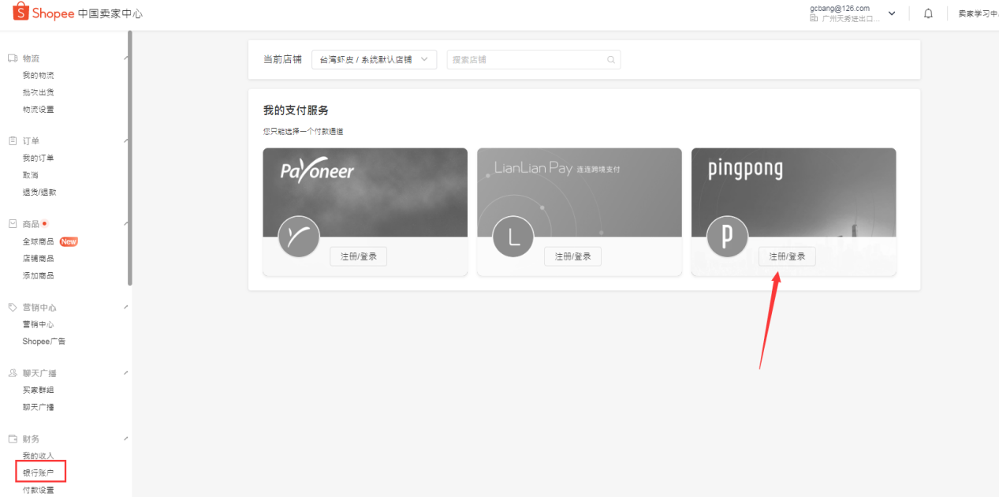 Shopee 中国卖家中心
gcbang@126.com
广州天秀进出口...
卖家学习中
物流
我的物流
批次出货
物流设置
订单
我的订单
取消
退货/退款
商品
全球商品 New
店铺商品
添加商品
营销中心
营销中心
Shopee广告
聊天广播
买家群组
聊天广播
财务
我的收入
银行账户
付款设置
当前店铺 台湾虾皮 / 系统默认店铺 搜索店铺
我的支付服务
您只能选择一个付款通道
Payoneer
注册/登录
LianLian Pay 连连跨境支付
L
注册/登录
pingpong
P
注册/登录